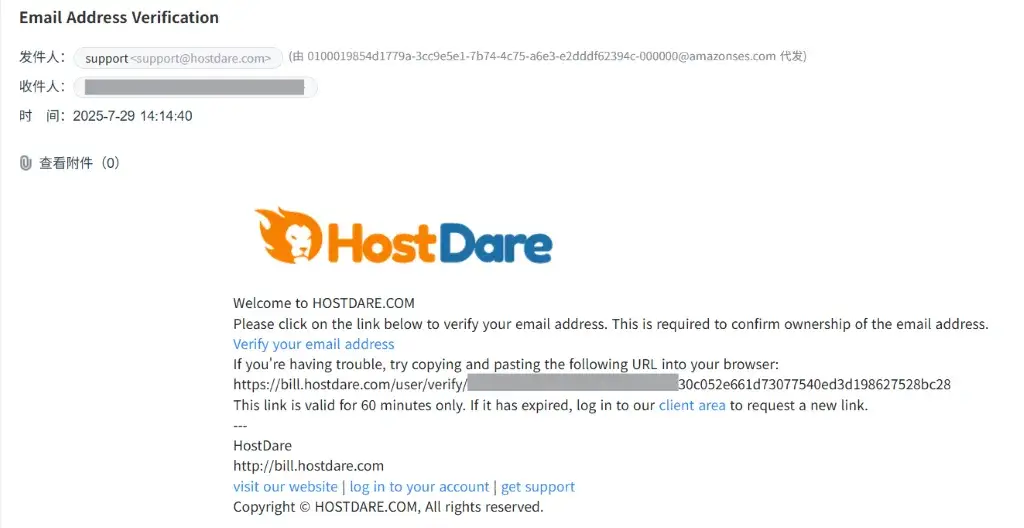 Email Address Verification
发件人： support<support@hostdare.com> (由 0100019854d1779a-3cc9e5e1-7b74-4c75-a6e3-e2dddf62394c-000000@amazonses.com 代发)
收件人：
时 间： 2025-7-29 14:14:40
查看附件（0）
HostDare
Welcome to HOSTDARE.COM
Please click on the link below to verify your email address. This is required to confirm ownership of the email address.
Verify your email address
If you're having trouble, try copying and pasting the following URL into your browser:
https://bill.hostdare.com/user/verify/ 30c052e661d73077540ed3d198627528bc28
This link is valid for 60 minutes only. If it has expired, log in to our client area to request a new link.
---
HostDare
http://bill.hostdare.com
visit our website | log in to your account | get support
Copyright © HOSTDARE.COM, All rights reserved.